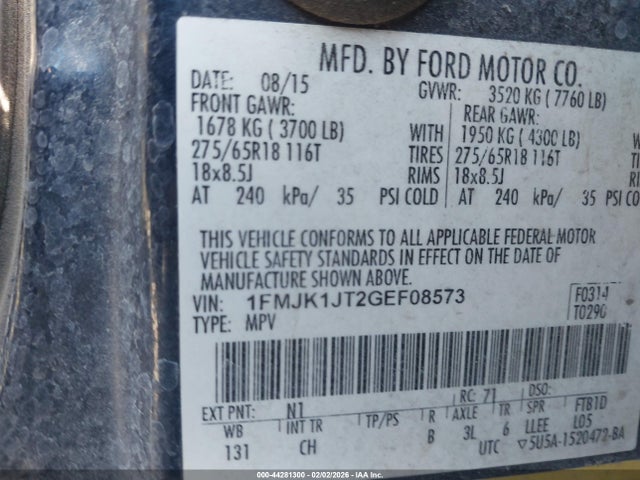 MFD. BY FORD MOTOR CO.
DATE: 08/15 GVWR: 3520 KG ( 7760 LB)
FRONT GAWR: REAR GAWR:
1678 KG ( 3700 LB) WITH 1950 KG ( 4300 LB)
275/65R18 116T TIRES 275/65R18 116T
18x8.5J RIMS 18x8.5J
AT 240 kPa/ 35 PSI COLD AT 240 kPa/ 35 PSI COLD
THIS VEHICLE CONFORMS TO ALL APPLICABLE FEDERAL MOTOR
VEHICLE SAFETY STANDARDS IN EFFECT ON THE DATE OF
MANUFACTURE SHOWN ABOVE.
VIN: 1FMJK1JT2GEF08573 F0314
TYPE: MPV T0290
EXT PNT: N1 RC: 71 DSO:
WB INT TR TP/PS R AXLE TR SPR FTB1D
131 CH B 3L 6 LLEE L05
UTC ▽5U5A-1520472-BA
000-44281300 - 02/02/2026 - IAAHOLDINGS